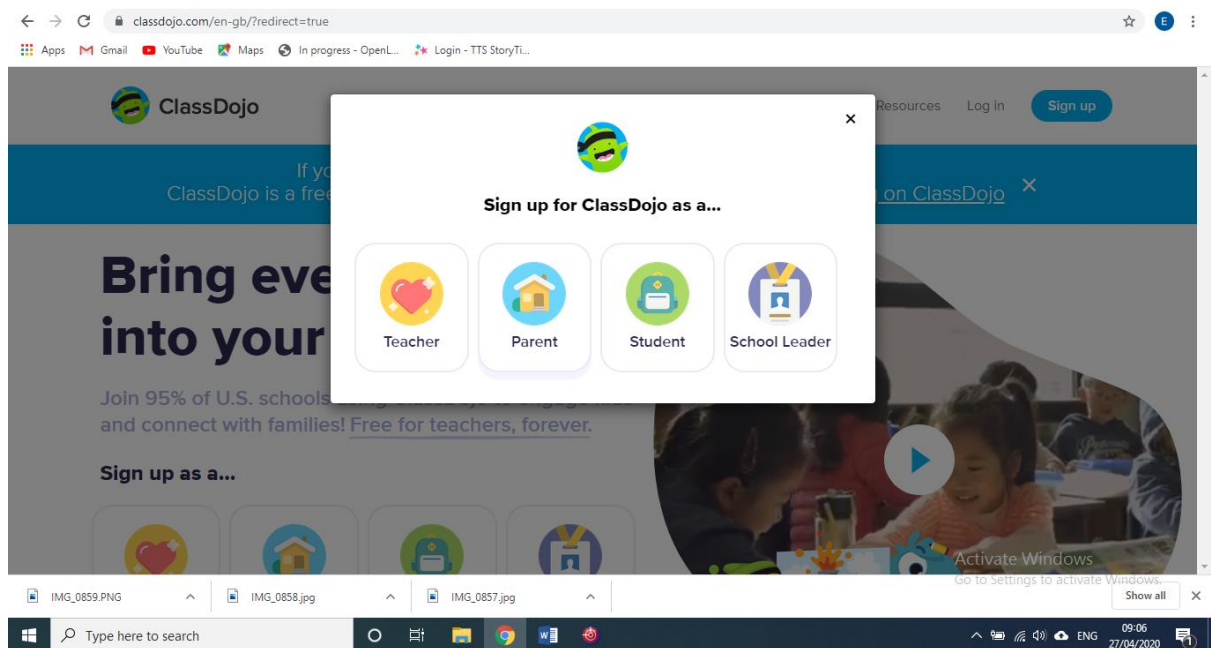 classdojo.com/en-gb/?redirect=true
E
Apps Gmail YouTube Maps In progress - OpenL... Login - TTS StoryTi...
ClassDojo
Resources Log in Sign up
If yo
ClassDojo is a free
on ClassDojo
Sign up for ClassDojo as a...
Teacher Parent Student School Leader
Bring eve
into your
Join 95% of U.S. schools
and connect with families! Free for teachers, forever.
Sign up as a...
Activate Windows
Go to Settings to activate Windows.
IMG_0859.PNG IMG_0858.jpg IMG_0857.jpg Show all
Type here to search
ENG 09:06
27/04/2020
1